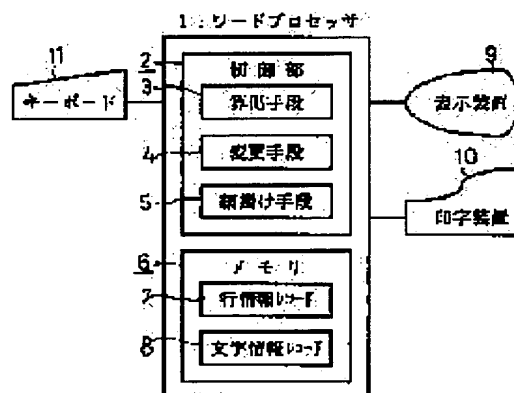 1:ワードプロセッサ
11
キーボード
2
制御部
3
手段
4
変更手段
5
網掛け手段
6
メモリ
7
行情報レコード
8
文字情報レコード
9
表示装置
10
印字装置